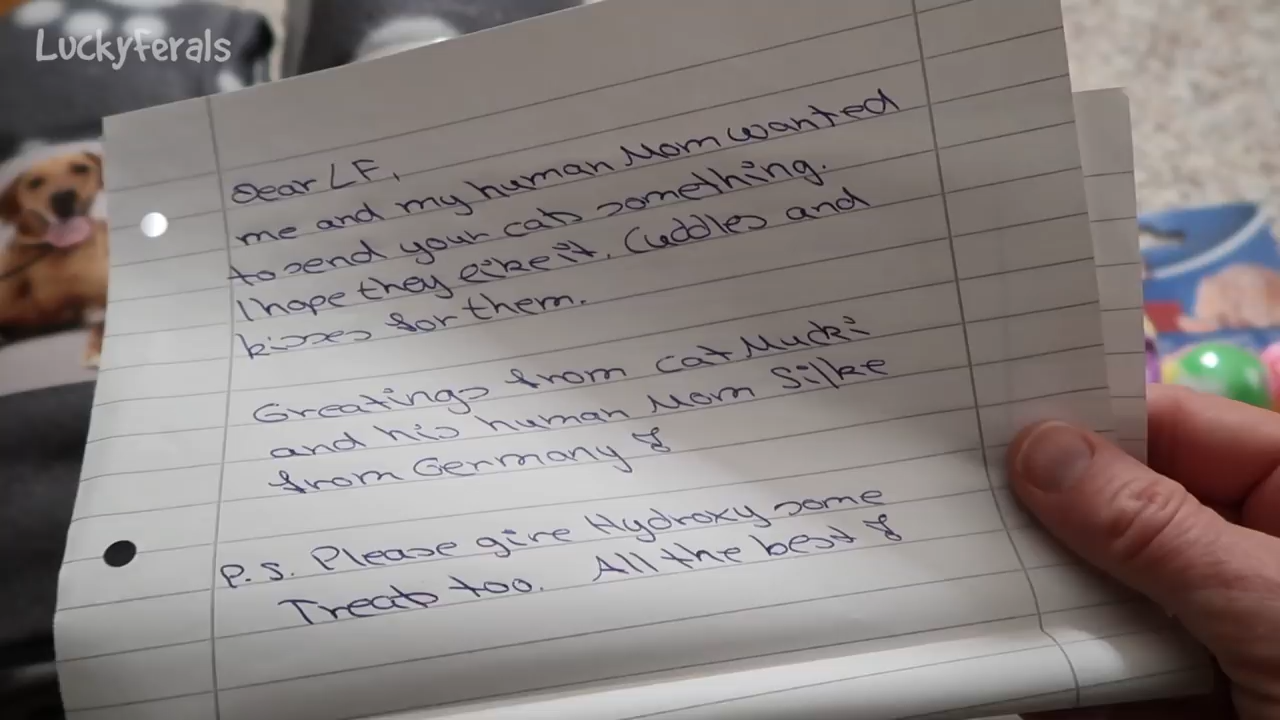 Luckyferals
Dear LF,
me and my human Mom wanted
to send your cats something.
I hope they like it. Cuddles and
kisses for them.
Greatings from cat Mucki
and his human Mom Silke
from Germany
P.S. Please give Hydroxy some
Treats too. All the best